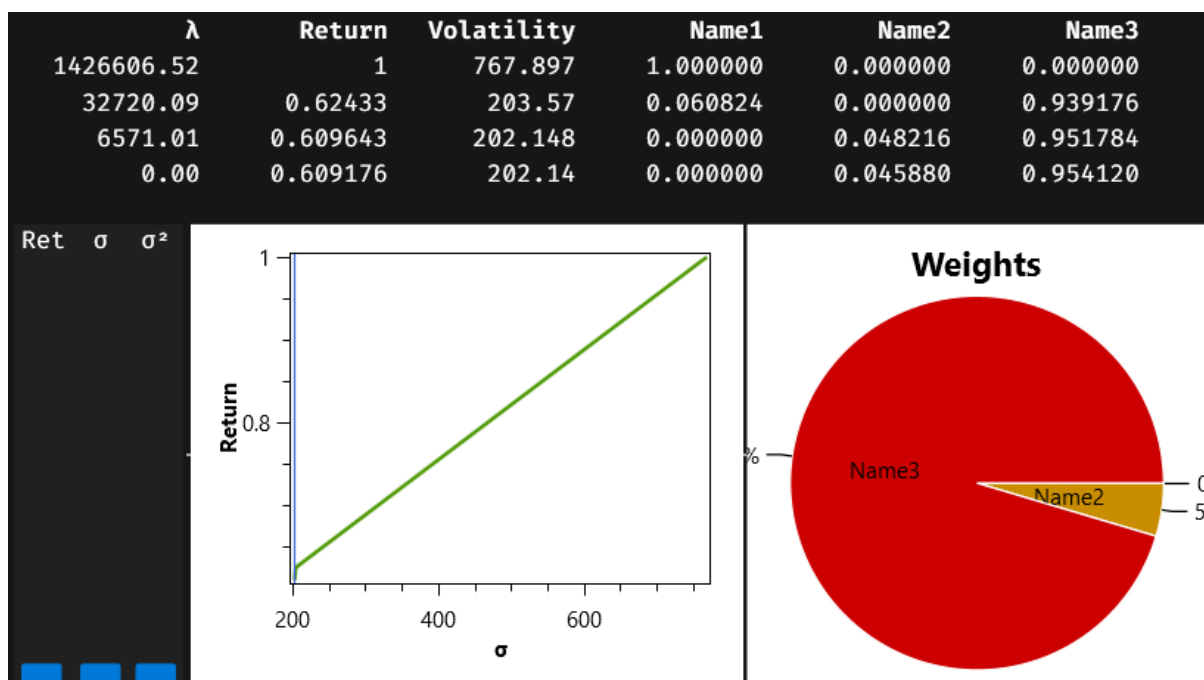 λ Return Volatility Name1 Name2 Name3
1426606.52 1 767.897 1.000000 0.000000 0.000000
32720.09 0.62433 203.57 0.060824 0.000000 0.939176
6571.01 0.609643 202.148 0.000000 0.048216 0.951784
0.00 0.609176 202.14 0.000000 0.045880 0.954120
Ret σ σ²
1
0.8
Return
200 400 600
σ
Weights
%
Name3
Name2
0
5